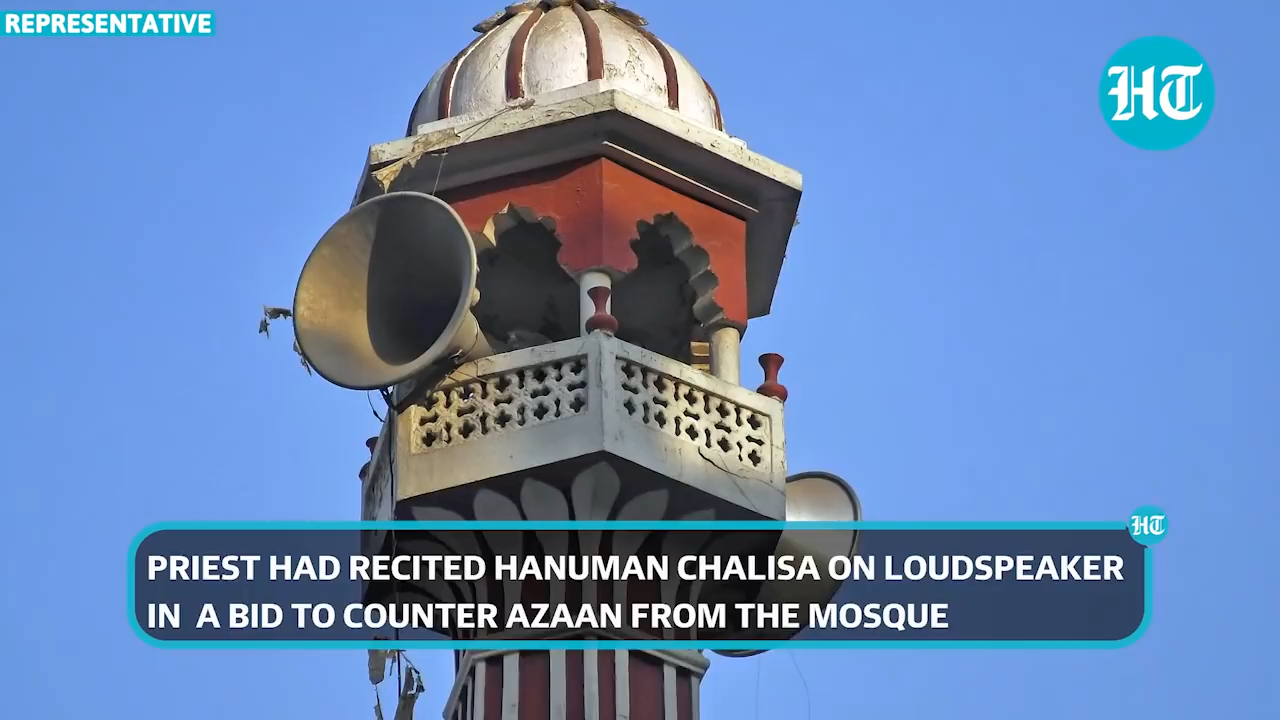 REPRESENTATIVE
HT
HT
PRIEST HAD RECITED HANUMAN CHALISA ON LOUDSPEAKER
IN A BID TO COUNTER AZAAN FROM THE MOSQUE